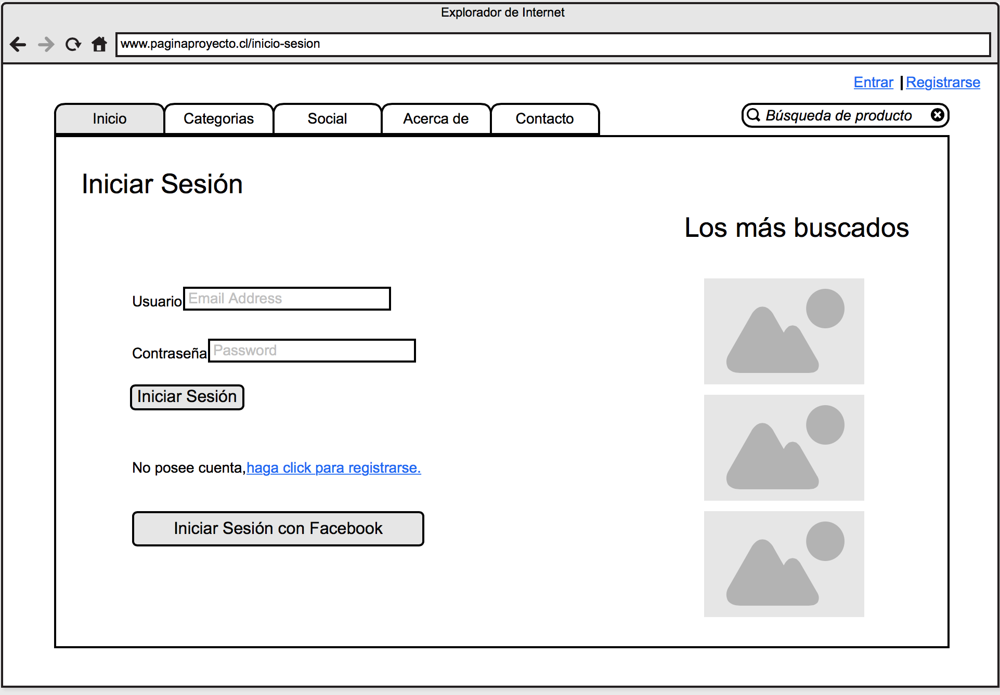 Explorador de Internet
www.paginaproyecto.cl/inicio-sesion
Entrar | Registrarse
Inicio Categorias Social Acerca de Contacto Búsqueda de producto
Iniciar Sesión
Los más buscados
Usuario Email Address
Contraseña Password
Iniciar Sesión
No posee cuenta,haga click para registrarse.
Iniciar Sesión con Facebook